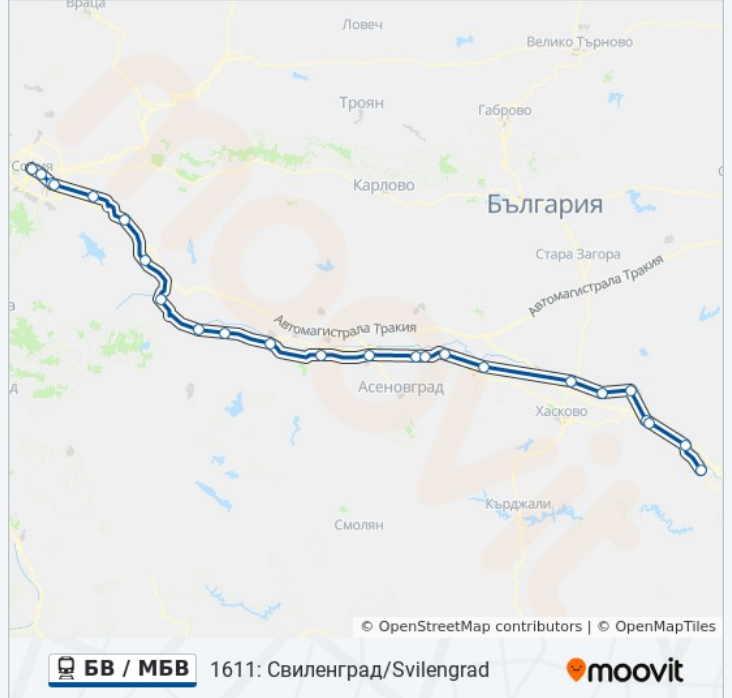 Враца
Ловеч
Велико Търново
Троян
Габрово
София
Карлово
България
Стара Загора
Автомагистрала Тракия
Автомагистрала Тракия
Асеновград
Хасково
Кърджали
Смолян
moovit
© OpenStreetMap contributors | © OpenMapTiles
БВ / МБВ 1611: Свиленград/Svilengrad moovit